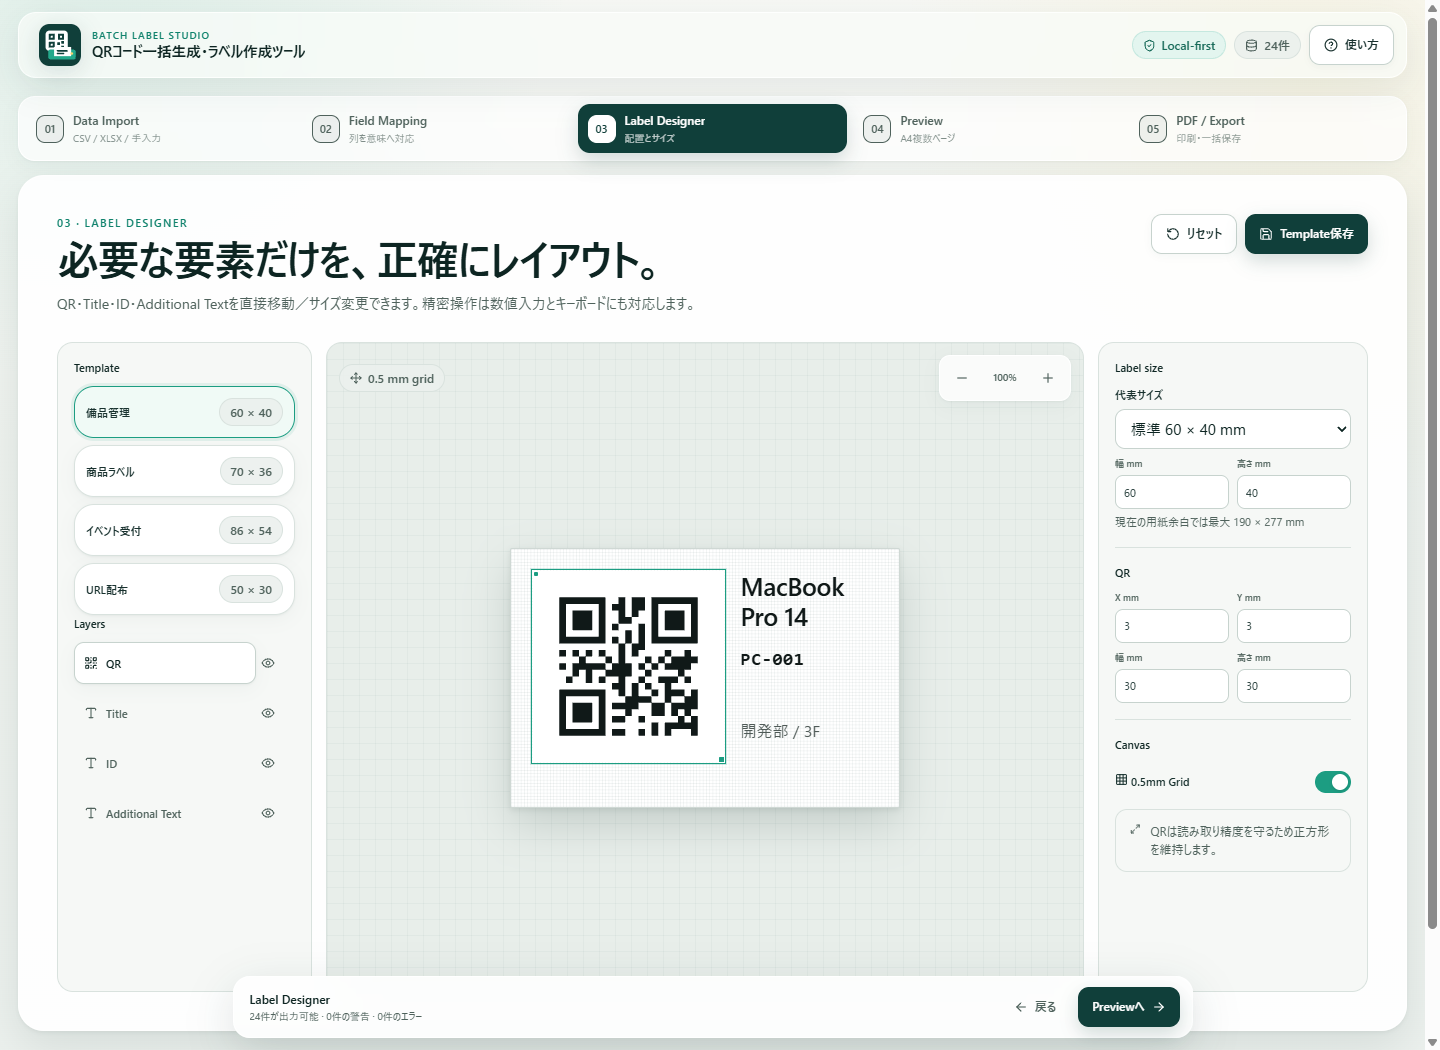 BATCH LABEL STUDIO
QRコード一括生成・ラベル作成ツール
Local-first
24件
使い方
01
Data Import
CSV / XLSX / 手入力
02
Field Mapping
列を意味へ対応
03
Label Designer
配置とサイズ
04
Preview
A4複数ページ
05
PDF / Export
印刷・一括保存
03 · LABEL DESIGNER
必要な要素だけを、正確にレイアウト。
QR・Title・ID・Additional Textを直接移動／サイズ変更できます。精密操作は数値入力とキーボードにも対応します。
リセット
Template保存
Template
備品管理
60 × 40
商品ラベル
70 × 36
イベント受付
86 × 54
URL配布
50 × 30
Layers
QR
Title
ID
Additional Text
0.5 mm grid
100%
MacBook
Pro 14
PC-001
開発部 / 3F
Label size
代表サイズ
標準 60 × 40 mm
幅 mm
高さ mm
60
40
現在の用紙余白では最大 190 × 277 mm
QR
X mm
Y mm
3
3
幅 mm
高さ mm
30
30
Canvas
0.5mm Grid
QRは読み取り精度を守るため正方形
を維持します。
Label Designer
24件が出力可能 · 0件の警告 · 0件のエラー
戻る
Previewへ